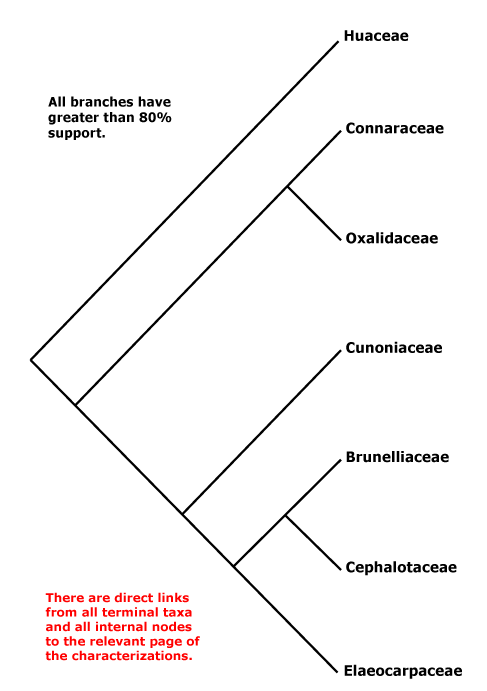 Huaceae
All branches have
greater than 80%
support.
Connaraceae
Oxalidaceae
Cunoniaceae
Brunelliaceae
Cephalotaceae
There are direct links
from all terminal taxa
and all internal nodes
to the relevant page of
the characterizations.
Elaeocarpaceae